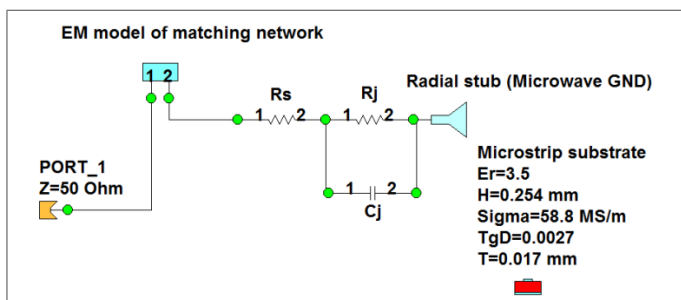 EM model of matching network
1 2
Rs
1 2
Rj
1 2
Radial stub (Microwave GND)
PORT_1
Z=50 Ohm
1 2
Cj
Microstrip substrate
Er=3.5
H=0.254 mm
Sigma=58.8 MS/m
TgD=0.0027
T=0.017 mm